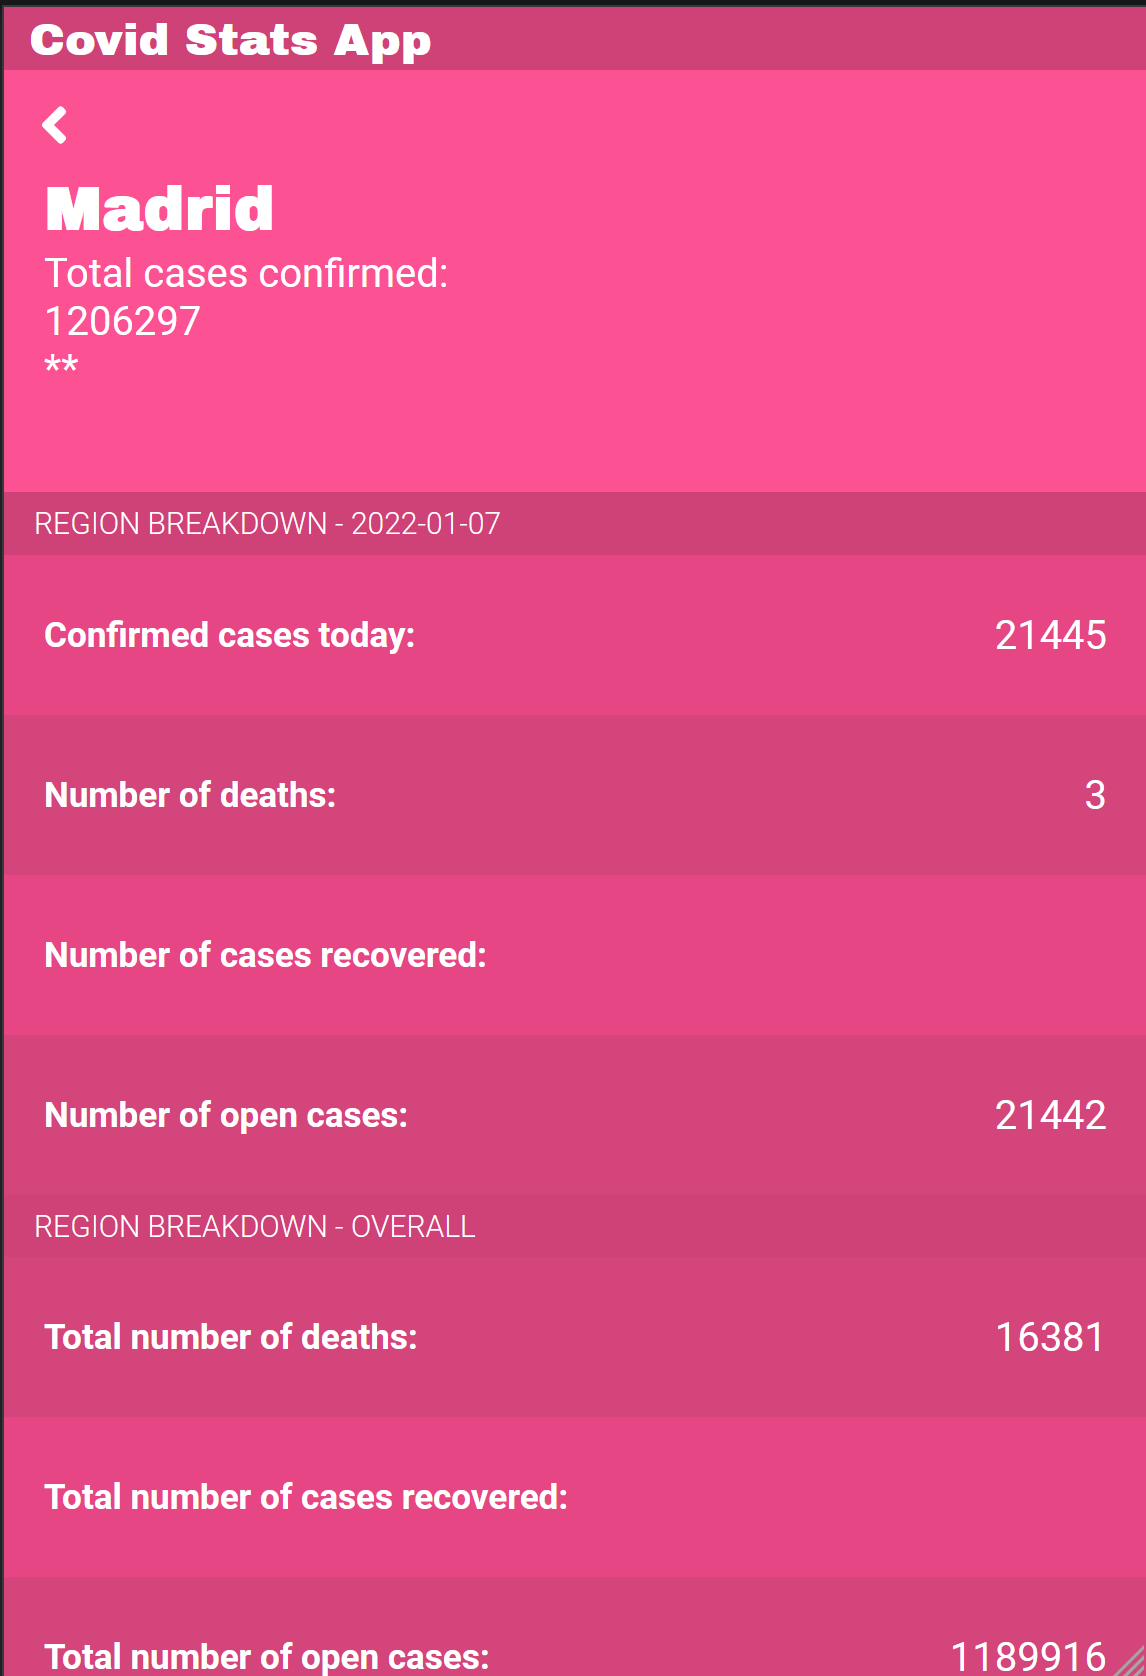 Covid Stats App
Madrid
Total cases confirmed:
1206297
**
REGION BREAKDOWN - 2022-01-07
Confirmed cases today: 21445
Number of deaths: 3
Number of cases recovered:
Number of open cases: 21442
REGION BREAKDOWN - OVERALL
Total number of deaths: 16381
Total number of cases recovered:
Total number of open cases: 1189916